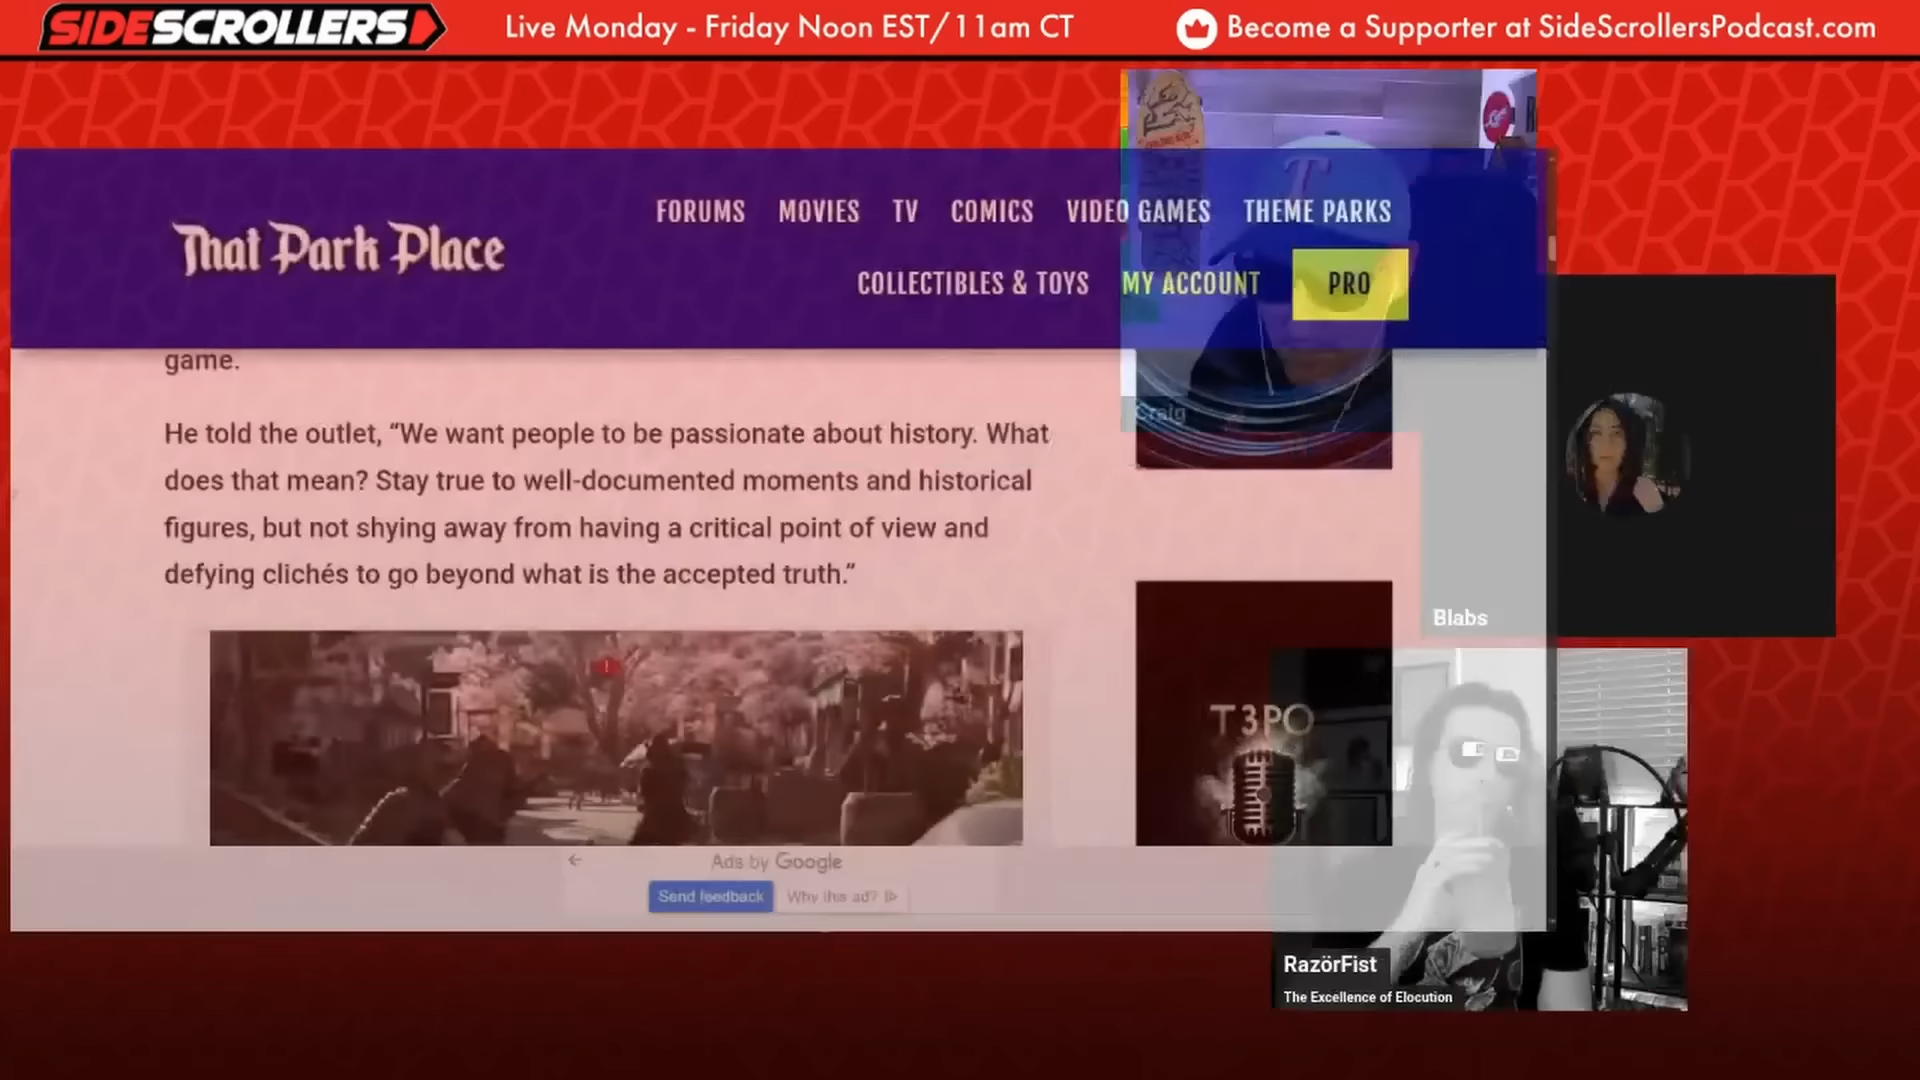 SIDESCROLLERS
Live Monday - Friday Noon EST/11am CT
Become a Supporter at SideScrollersPodcast.com
FORUMS MOVIES TV COMICS VIDEO GAMES THEME PARKS
That Park Place
COLLECTIBLES & TOYS MY ACCOUNT PRO
game.
He told the outlet, “We want people to be passionate about history. What
does that mean? Stay true to well-documented moments and historical
figures, but not shying away from having a critical point of view and
defying clichés to go beyond what is the accepted truth.”
Craig
Blabs
T3PO
Ads by Google
Send feedback
Why this ad?
RazörFist
The Excellence of Elocution